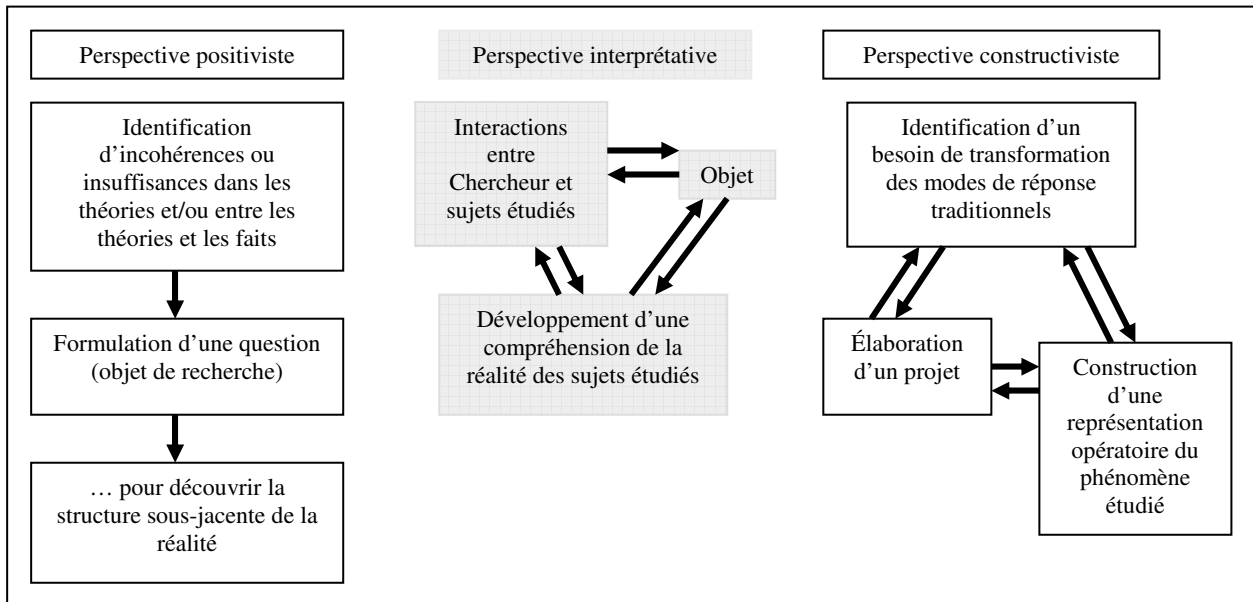 Perspective positiviste
Identification
d’incohérences ou
insuffisances dans les
théories et/ou entre les
théories et les faits
Formulation d’une question
(objet de recherche)
… pour découvrir la
structure sous-jacente de la
réalité
Perspective interprétative
Interactions
entre
Chercheur et
sujets étudiés
Objet
Développement d’une
compréhension de la
réalité des sujets étudiés
Perspective constructiviste
Identification d’un
besoin de transformation
des modes de réponse
traditionnels
Élaboration
d’un projet
Construction
d’une
représentation
opératoire du
phénomène
étudié